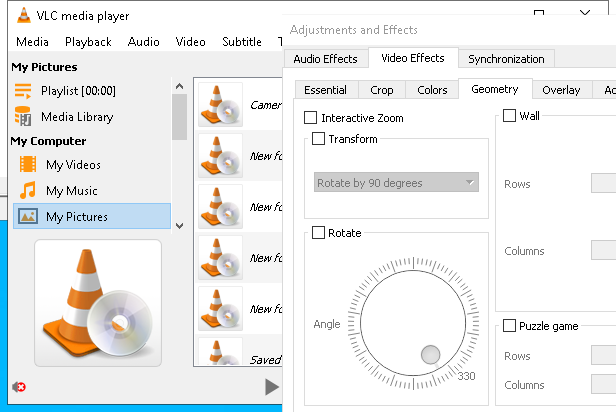 VLC media player
Media Playback Audio Video Subtitle
My Pictures
Playlist [00:00]
Media Library
My Computer
My Videos
My Music
My Pictures
Camer
New fo
New fo
New fo
New fo
Saved
Adjustments and Effects
Audio Effects Video Effects Synchronization
Essential Crop Colors Geometry Overlay
Interactive Zoom
Transform
Rotate by 90 degrees
Rotate
Angle
330
Wall
Rows
Columns
Puzzle game
Rows
Columns